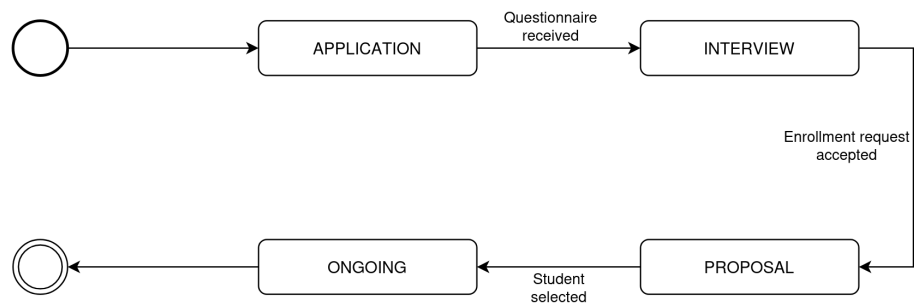 APPLICATION
Questionnaire
received
INTERVIEW
Enrollment request
accepted
PROPOSAL
Student
selected
ONGOING